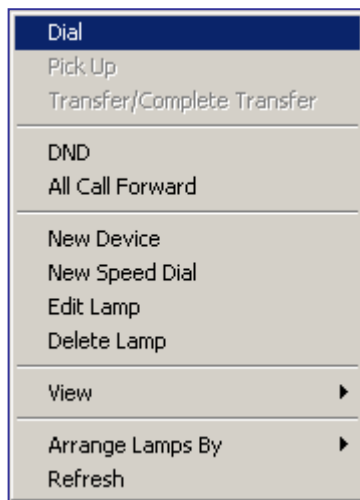 Dial
Pick Up
Transfer/Complete Transfer
DND
All Call Forward
New Device
New Speed Dial
Edit Lamp
Delete Lamp
View
Arrange Lamps By
Refresh